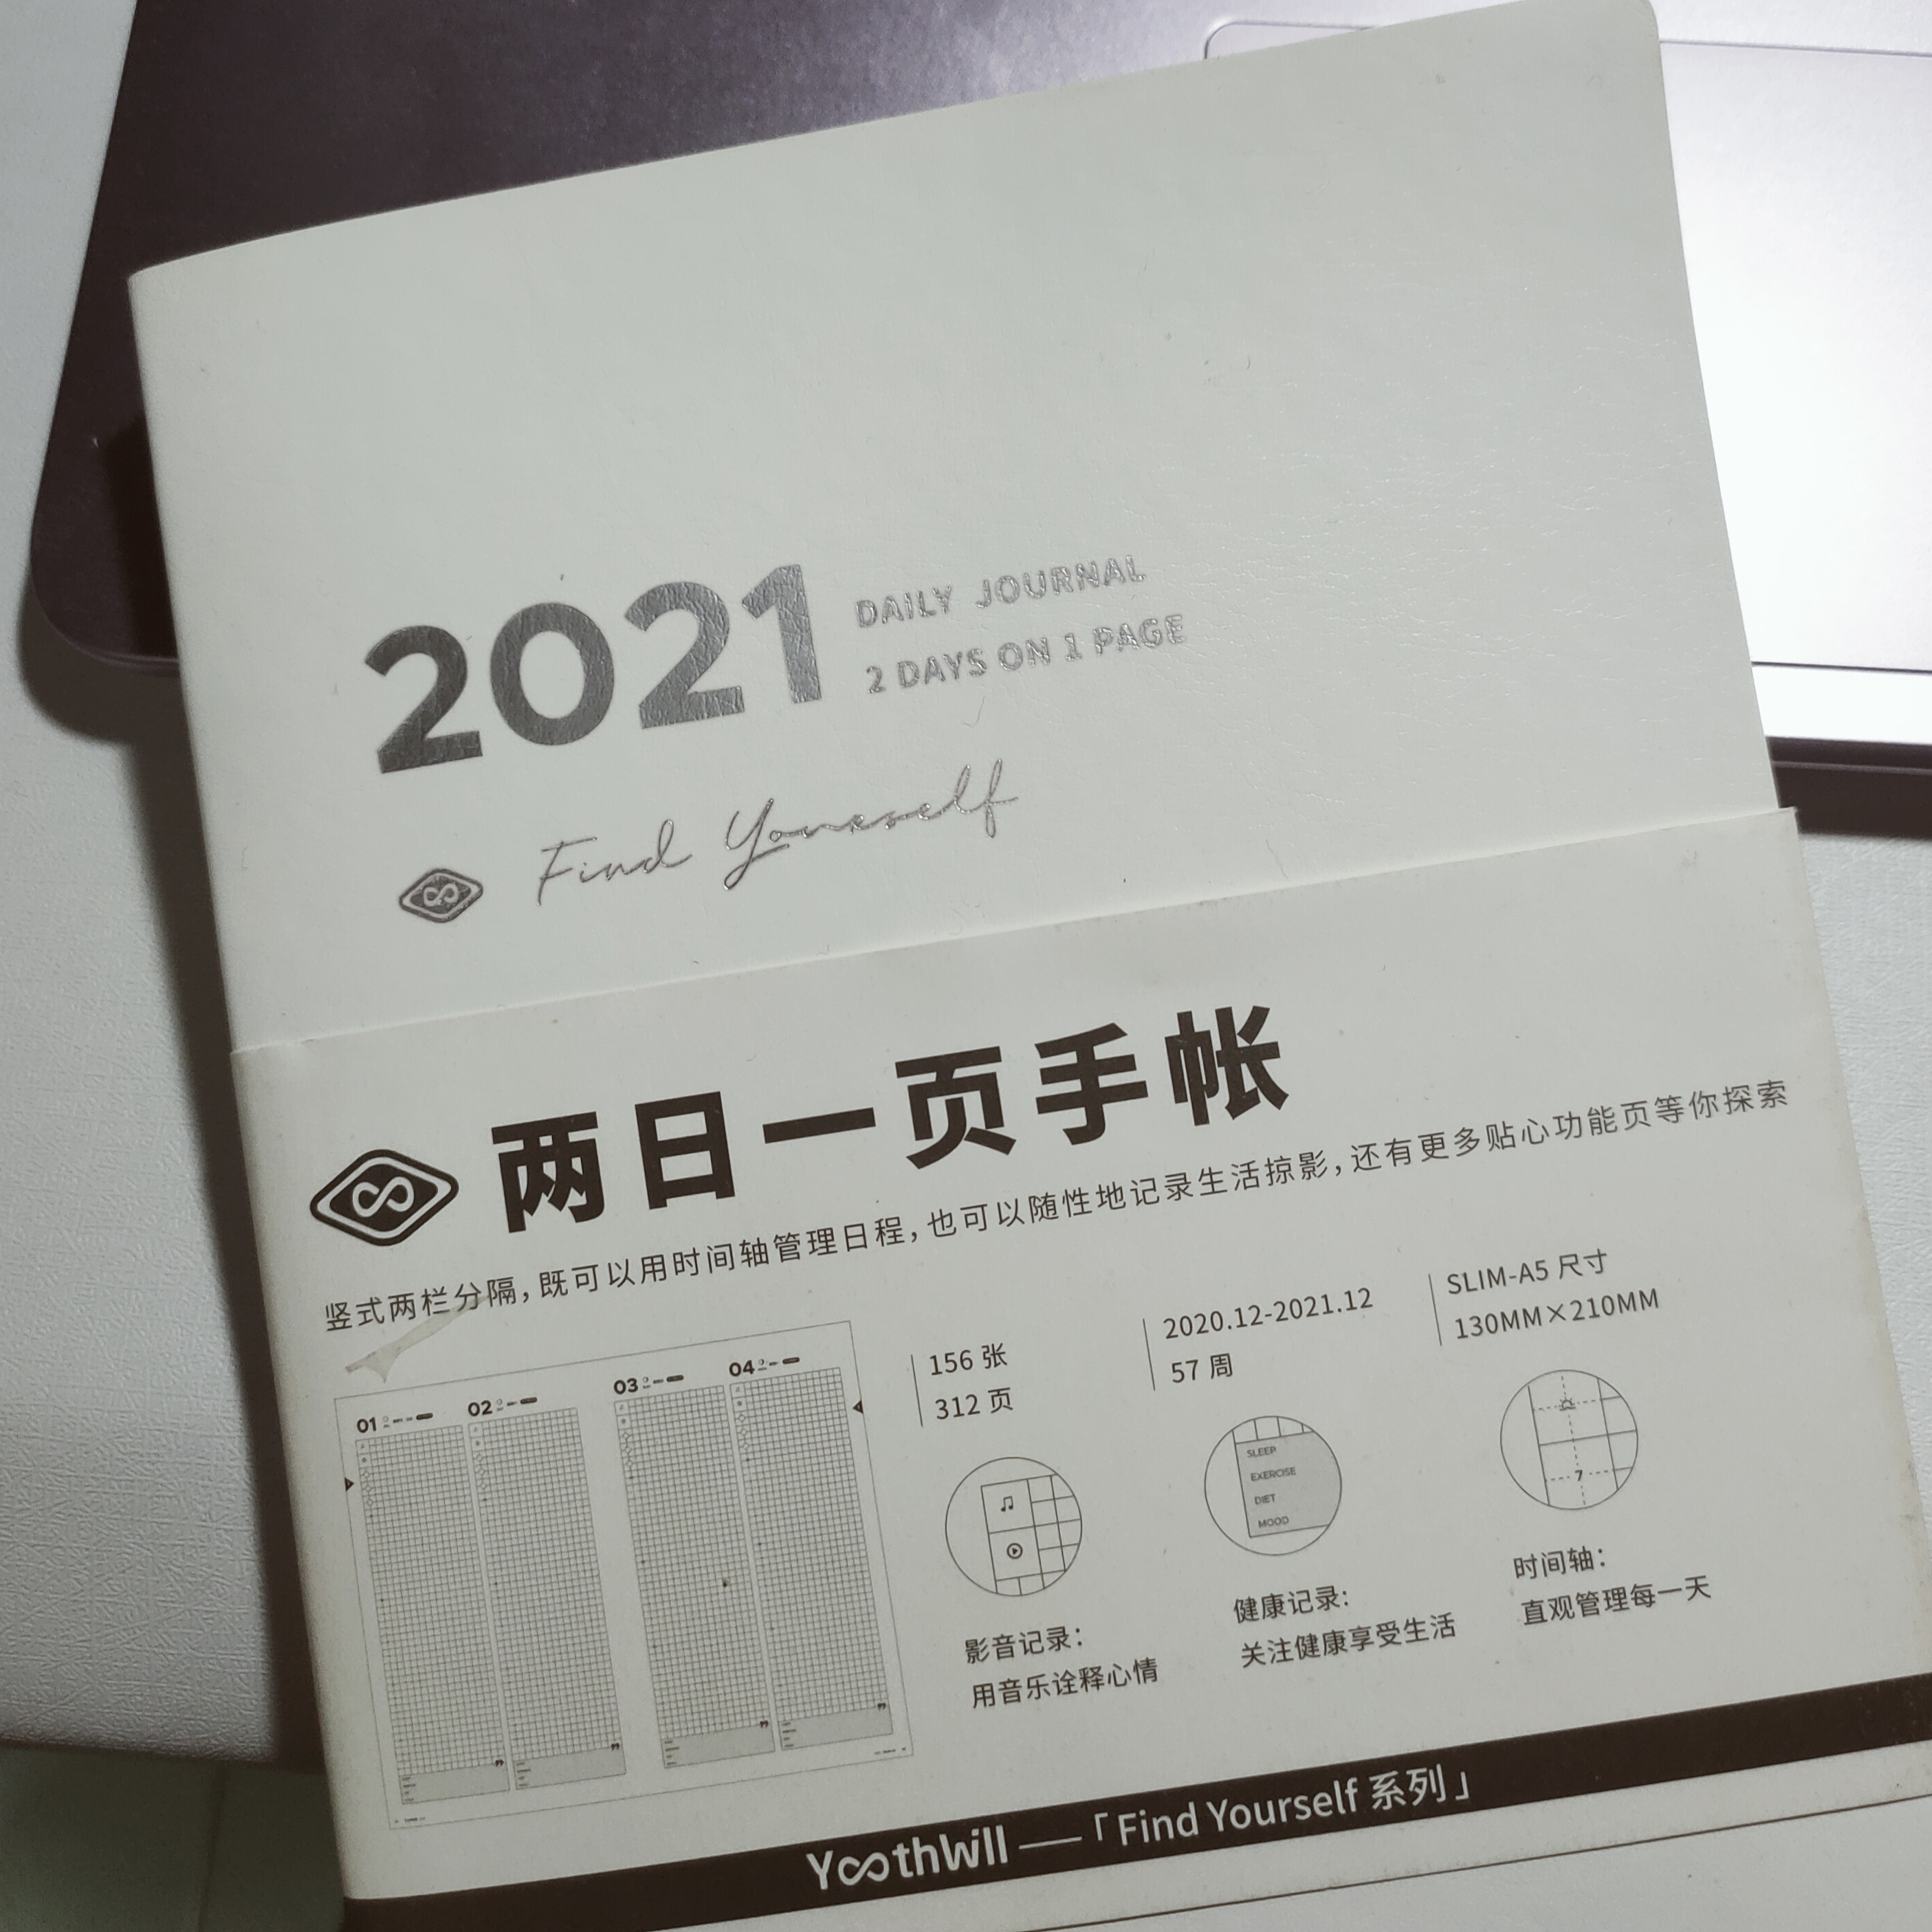 2021
DAILY JOURNAL
2 DAYS ON 1 PAGE
Find Yourself
两日一页手帐
竖式两栏分隔，既可以用时间轴管理日程，也可以随性地记录生活掠影，还有更多贴心功能页等你探索
01
02
03
04
156 张
312 页
2020.12-2021.12
57 周
SLIM-A5 尺寸
130MM×210MM
SLEEP
EXERCISE
DIET
MOOD
7
影音记录：
用音乐诠释心情
健康记录：
关注健康享受生活
时间轴：
直观管理每一天
YoothWill ——「Find Yourself 系列」